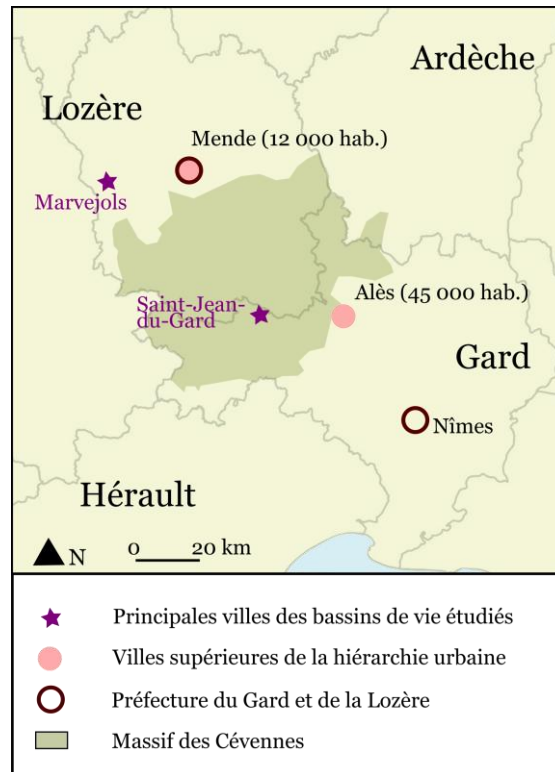 Ardèche
Lozère
Mende (12 000 hab.)
Marvejols
Saint-Jean-
du-Gard
Alès (45 000 hab.)
Gard
Nîmes
Hérault
N
0 20 km
Principales villes des bassins de vie étudiés
Villes supérieures de la hiérarchie urbaine
Préfecture du Gard et de la Lozère
Massif des Cévennes